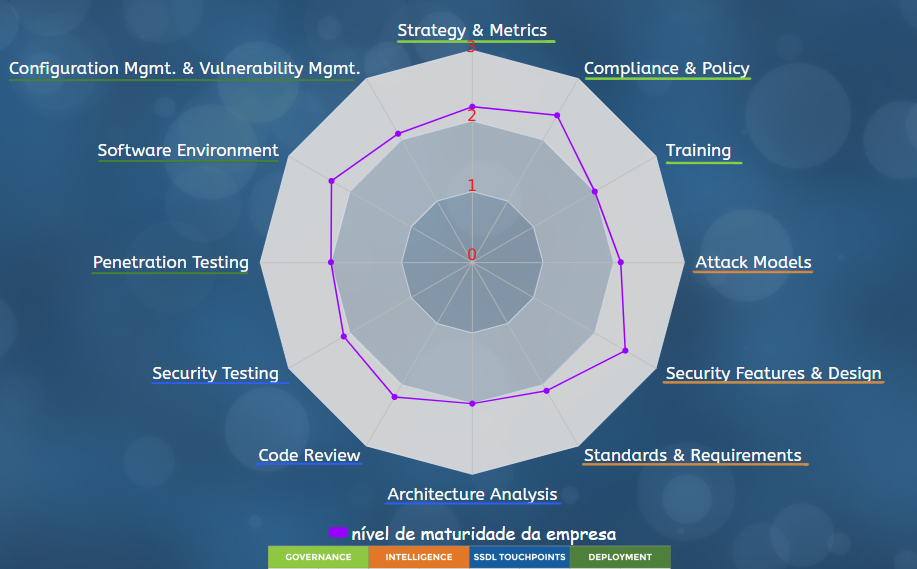 Strategy & Metrics
3
Configuration Mgmt. & Vulnerability Mgmt.
Compliance & Policy
2
Software Environment
Training
1
0
Penetration Testing
Attack Models
Security Testing
Security Features & Design
Code Review
Standards & Requirements
Architecture Analysis
nível de maturidade da empresa
GOVERNANCE
INTELLIGENCE
SSDL TOUCHPOINTS
DEPLOYMENT